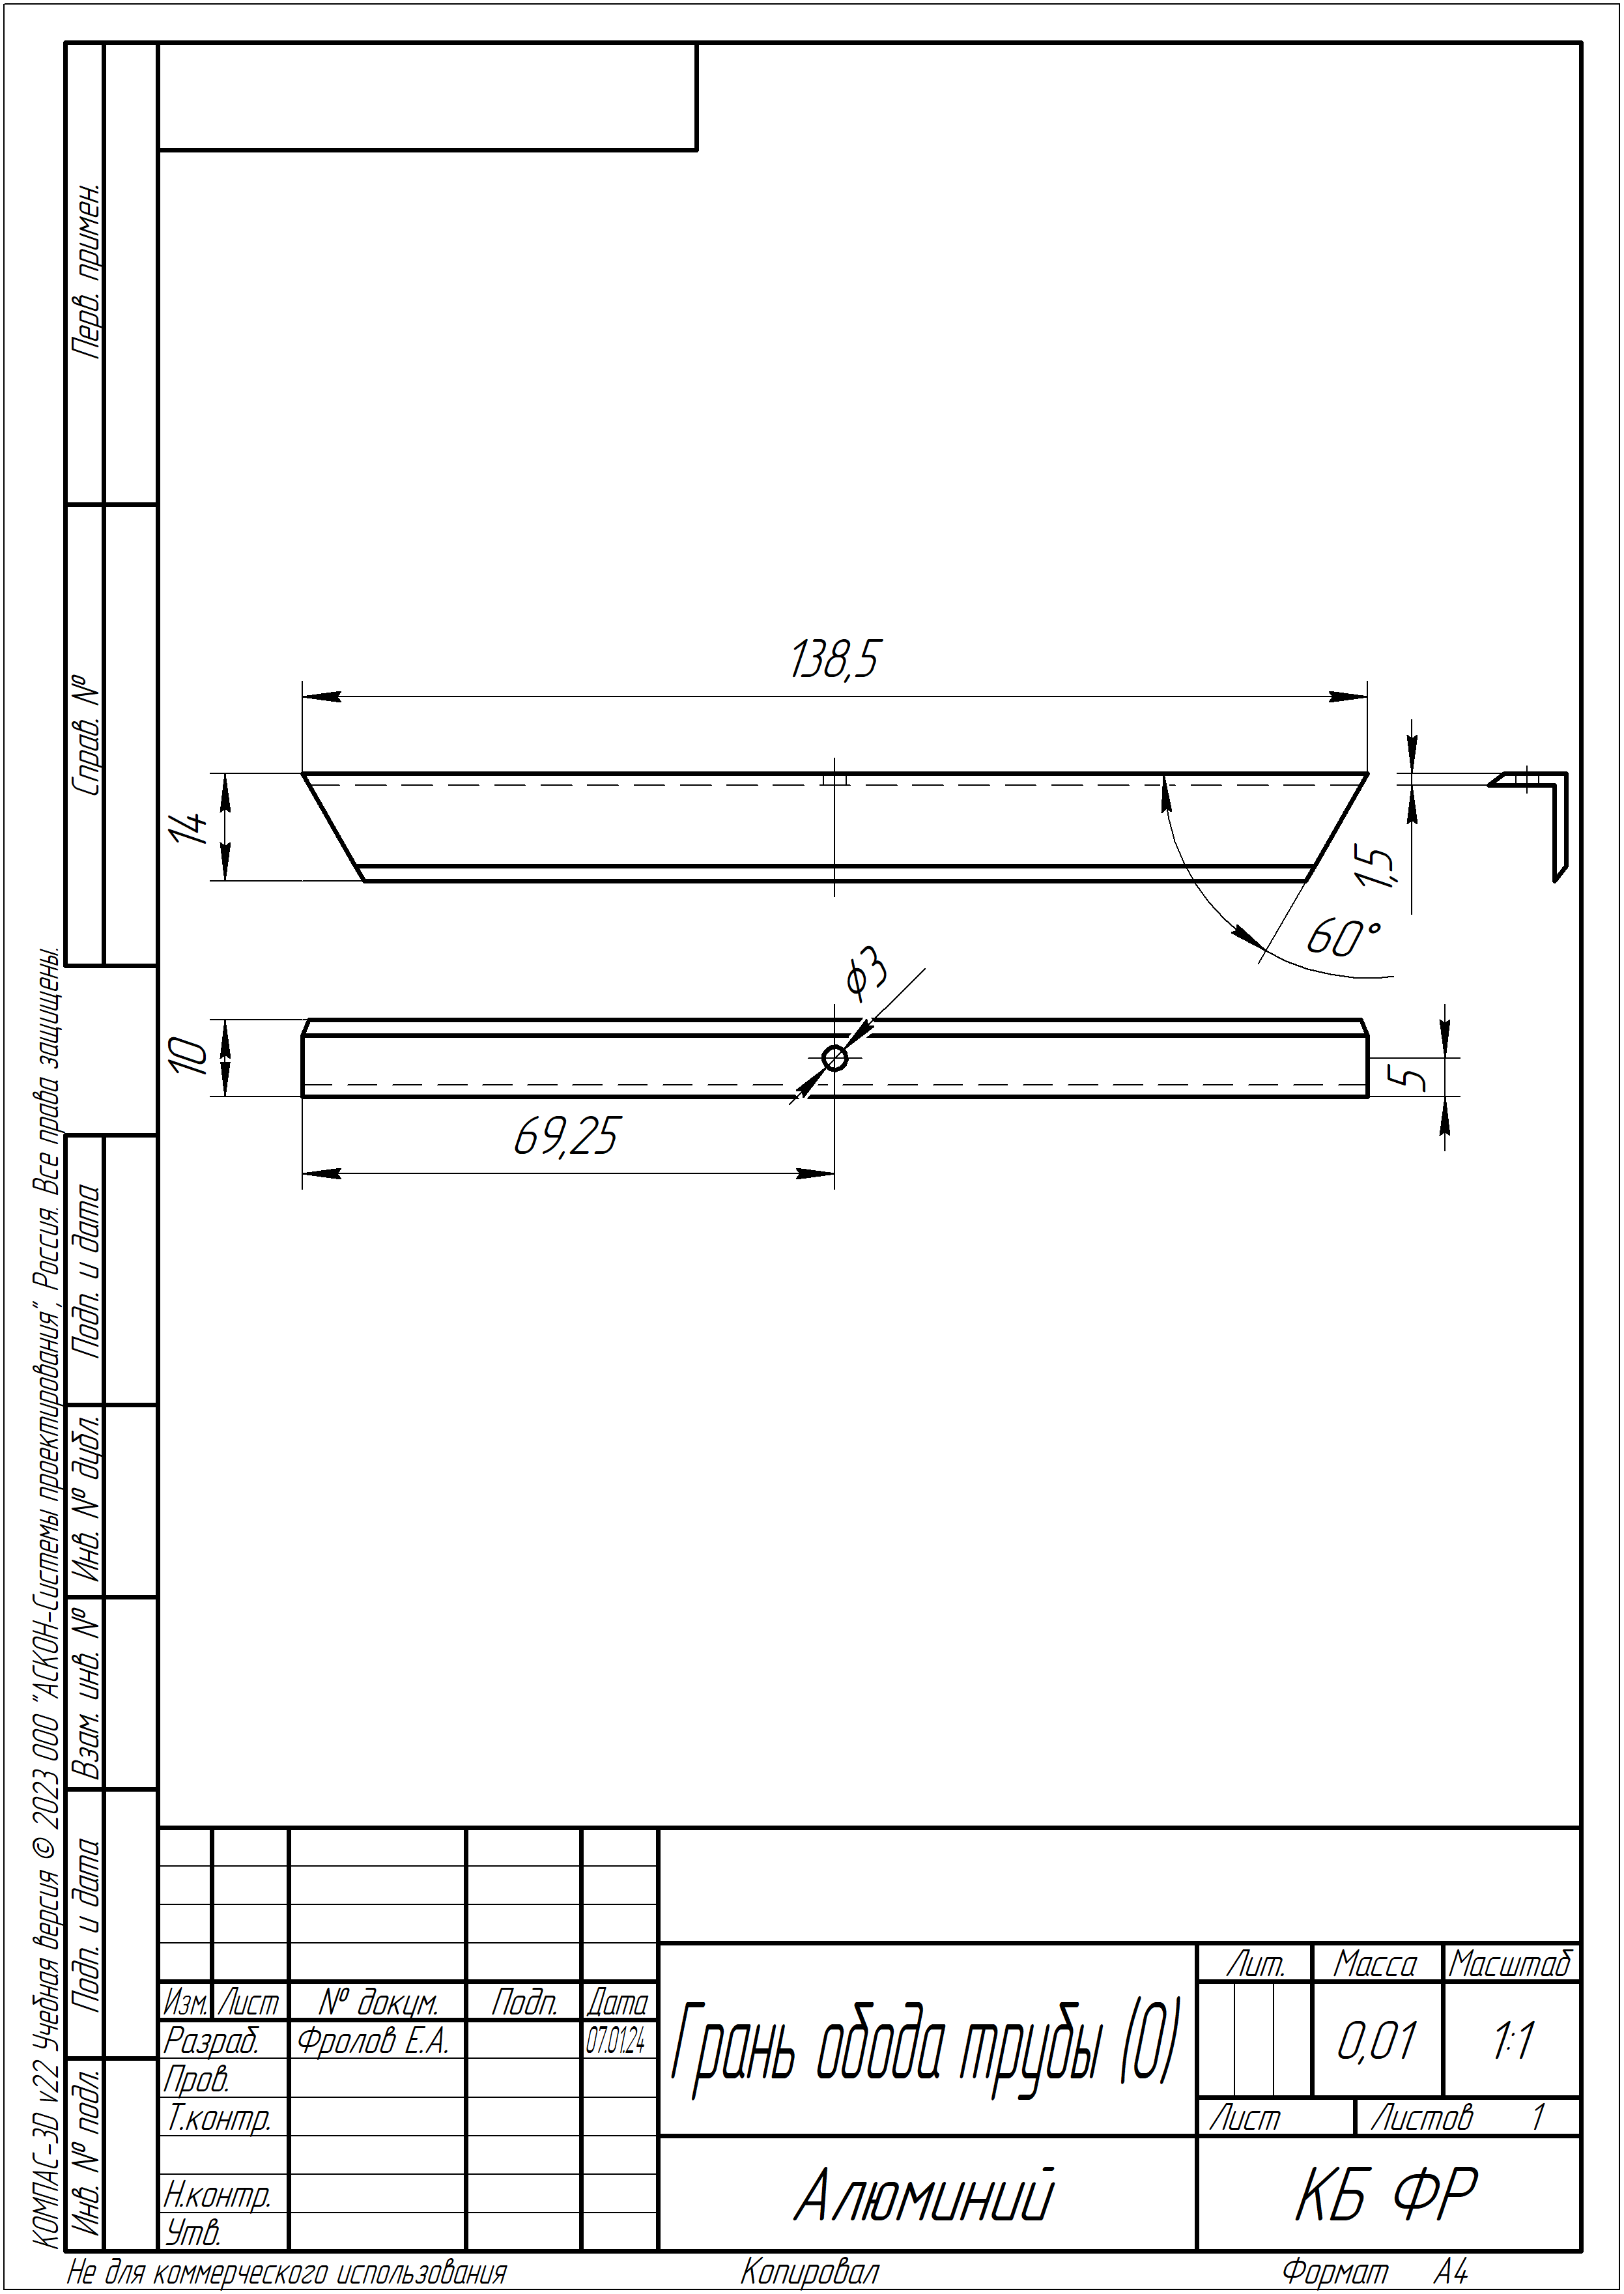 Перв. примен.
Справ. №
Подп. и дата
Инв. № дубл.
Взам. инв. №
Подп. и дата
Инв. № подл.
КОМПАС-3D v22 Учебная версия © 2023 ООО "АСКОН-Системы проектирования", Россия. Все права защищены.
138,5
14
1,5
60°
ϕ3
10
5
69,25
Изм. Лист № докум. Подп. Дата
Разраб. Фролов Е.А. 07.01.24
Пров.
Т.контр.
Н.контр.
Утв.
Грань обода трубы (0)
Лит. Масса Масштаб
0,01 1:1
Лист Листов 1
Алюминий
КБ ФР
Не для коммерческого использования Копировал Формат А4